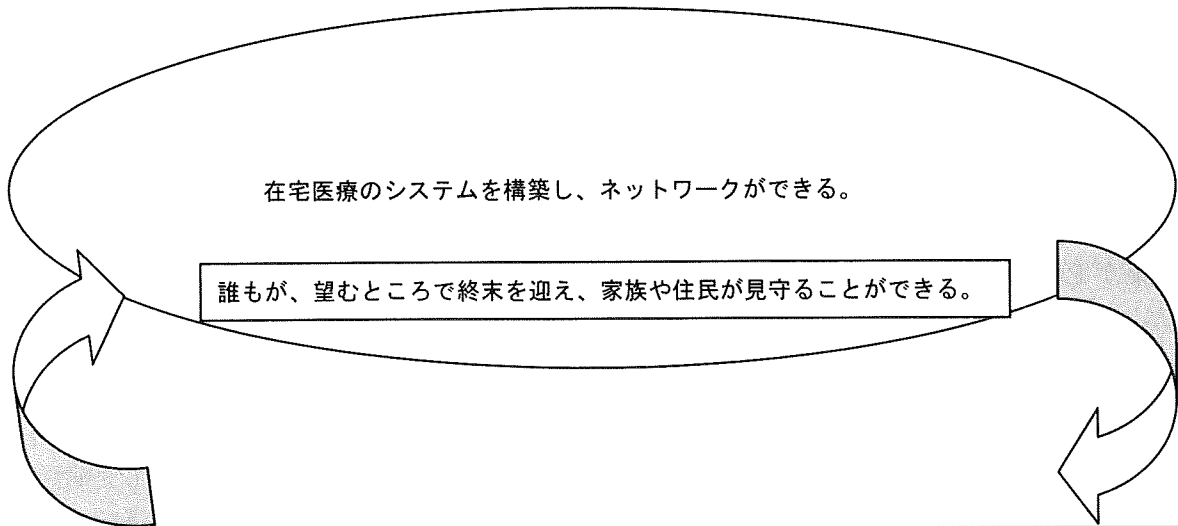 在宅医療のシステムを構築し、ネットワークができる。
誰もが、望むところで終末を迎え、家族や住民が見守ることができる。